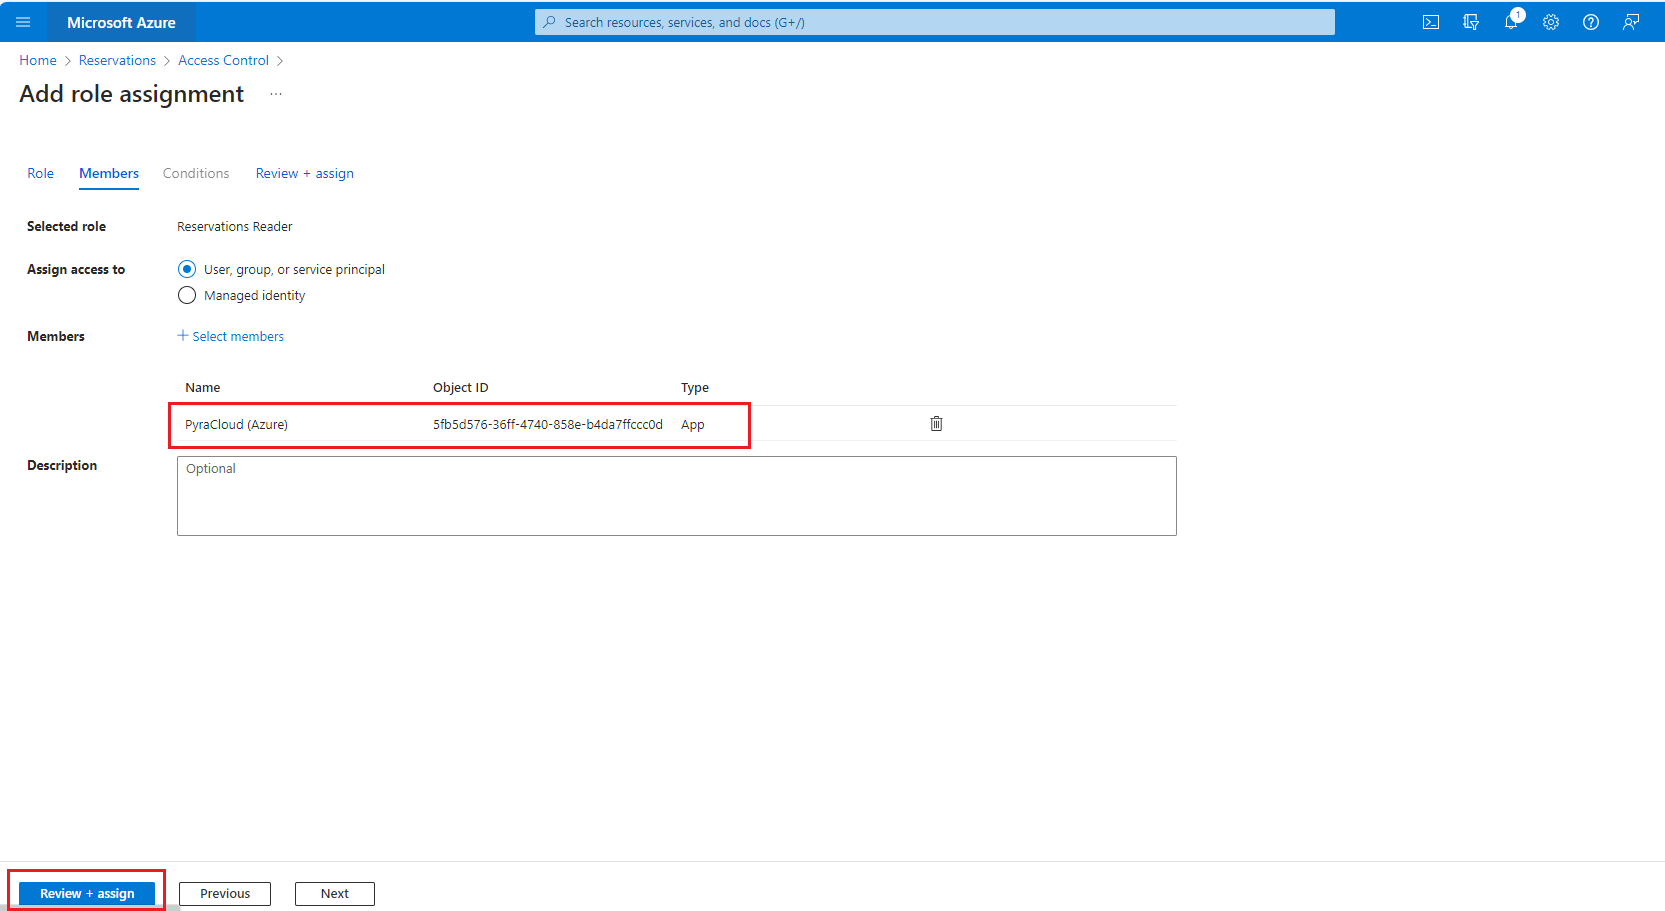 Microsoft Azure
Search resources, services, and docs (G+/)
1
Home > Reservations > Access Control >
Add role assignment ...
Role Members Conditions Review + assign
Selected role Reservations Reader
Assign access to User, group, or service principal
Managed identity
Members + Select members
Name Object ID Type
PyraCloud (Azure) 5fb5d576-36ff-4740-858e-b4da7ffccc0d App
Description Optional
Review + assign Previous Next